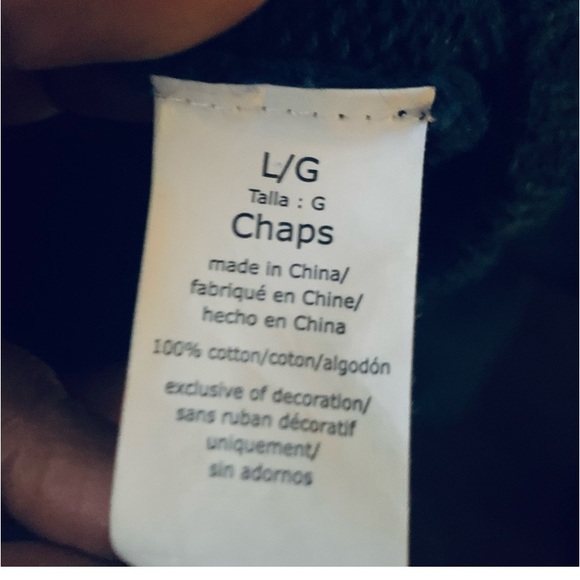 L/G
Talla : G
Chaps
made in China/
fabriqué en Chine/
hecho en China
100% cotton/coton/algodón
exclusive of decoration/
sans ruban décoratif
uniquement/
sin adornos